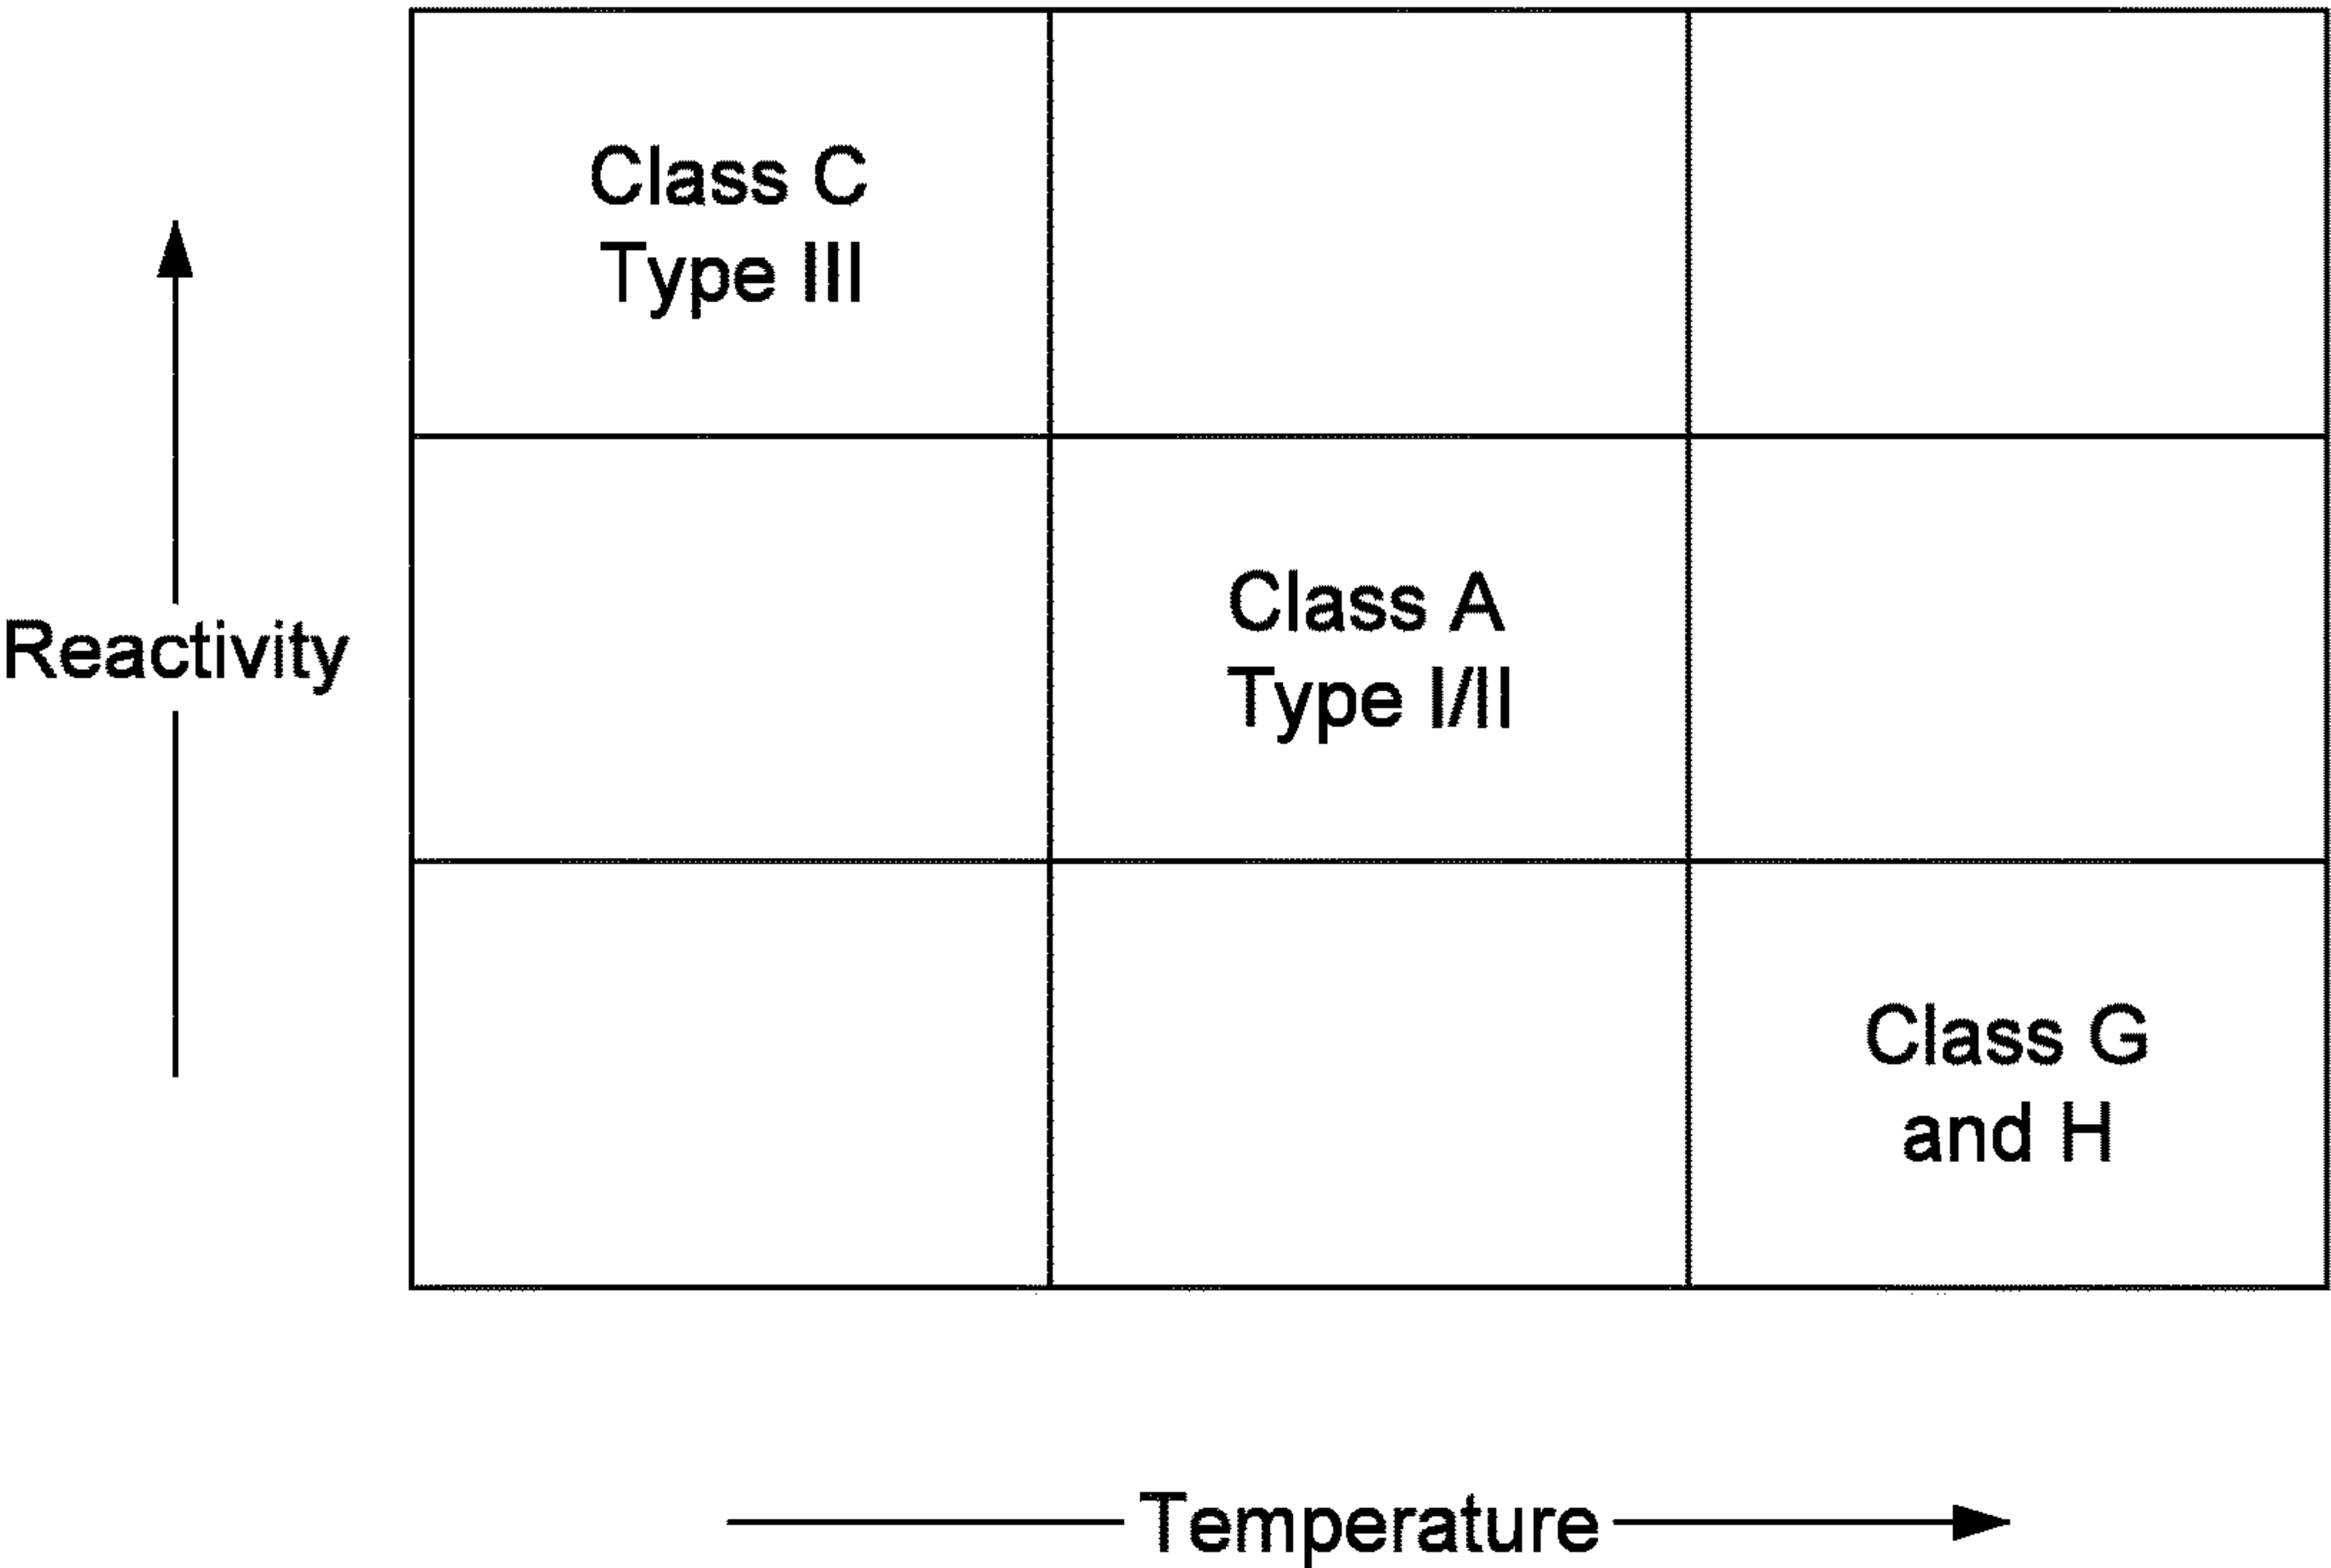 Class C
Type III
Reactivity
Class A
Type I/II
Class G
and H
Temperature